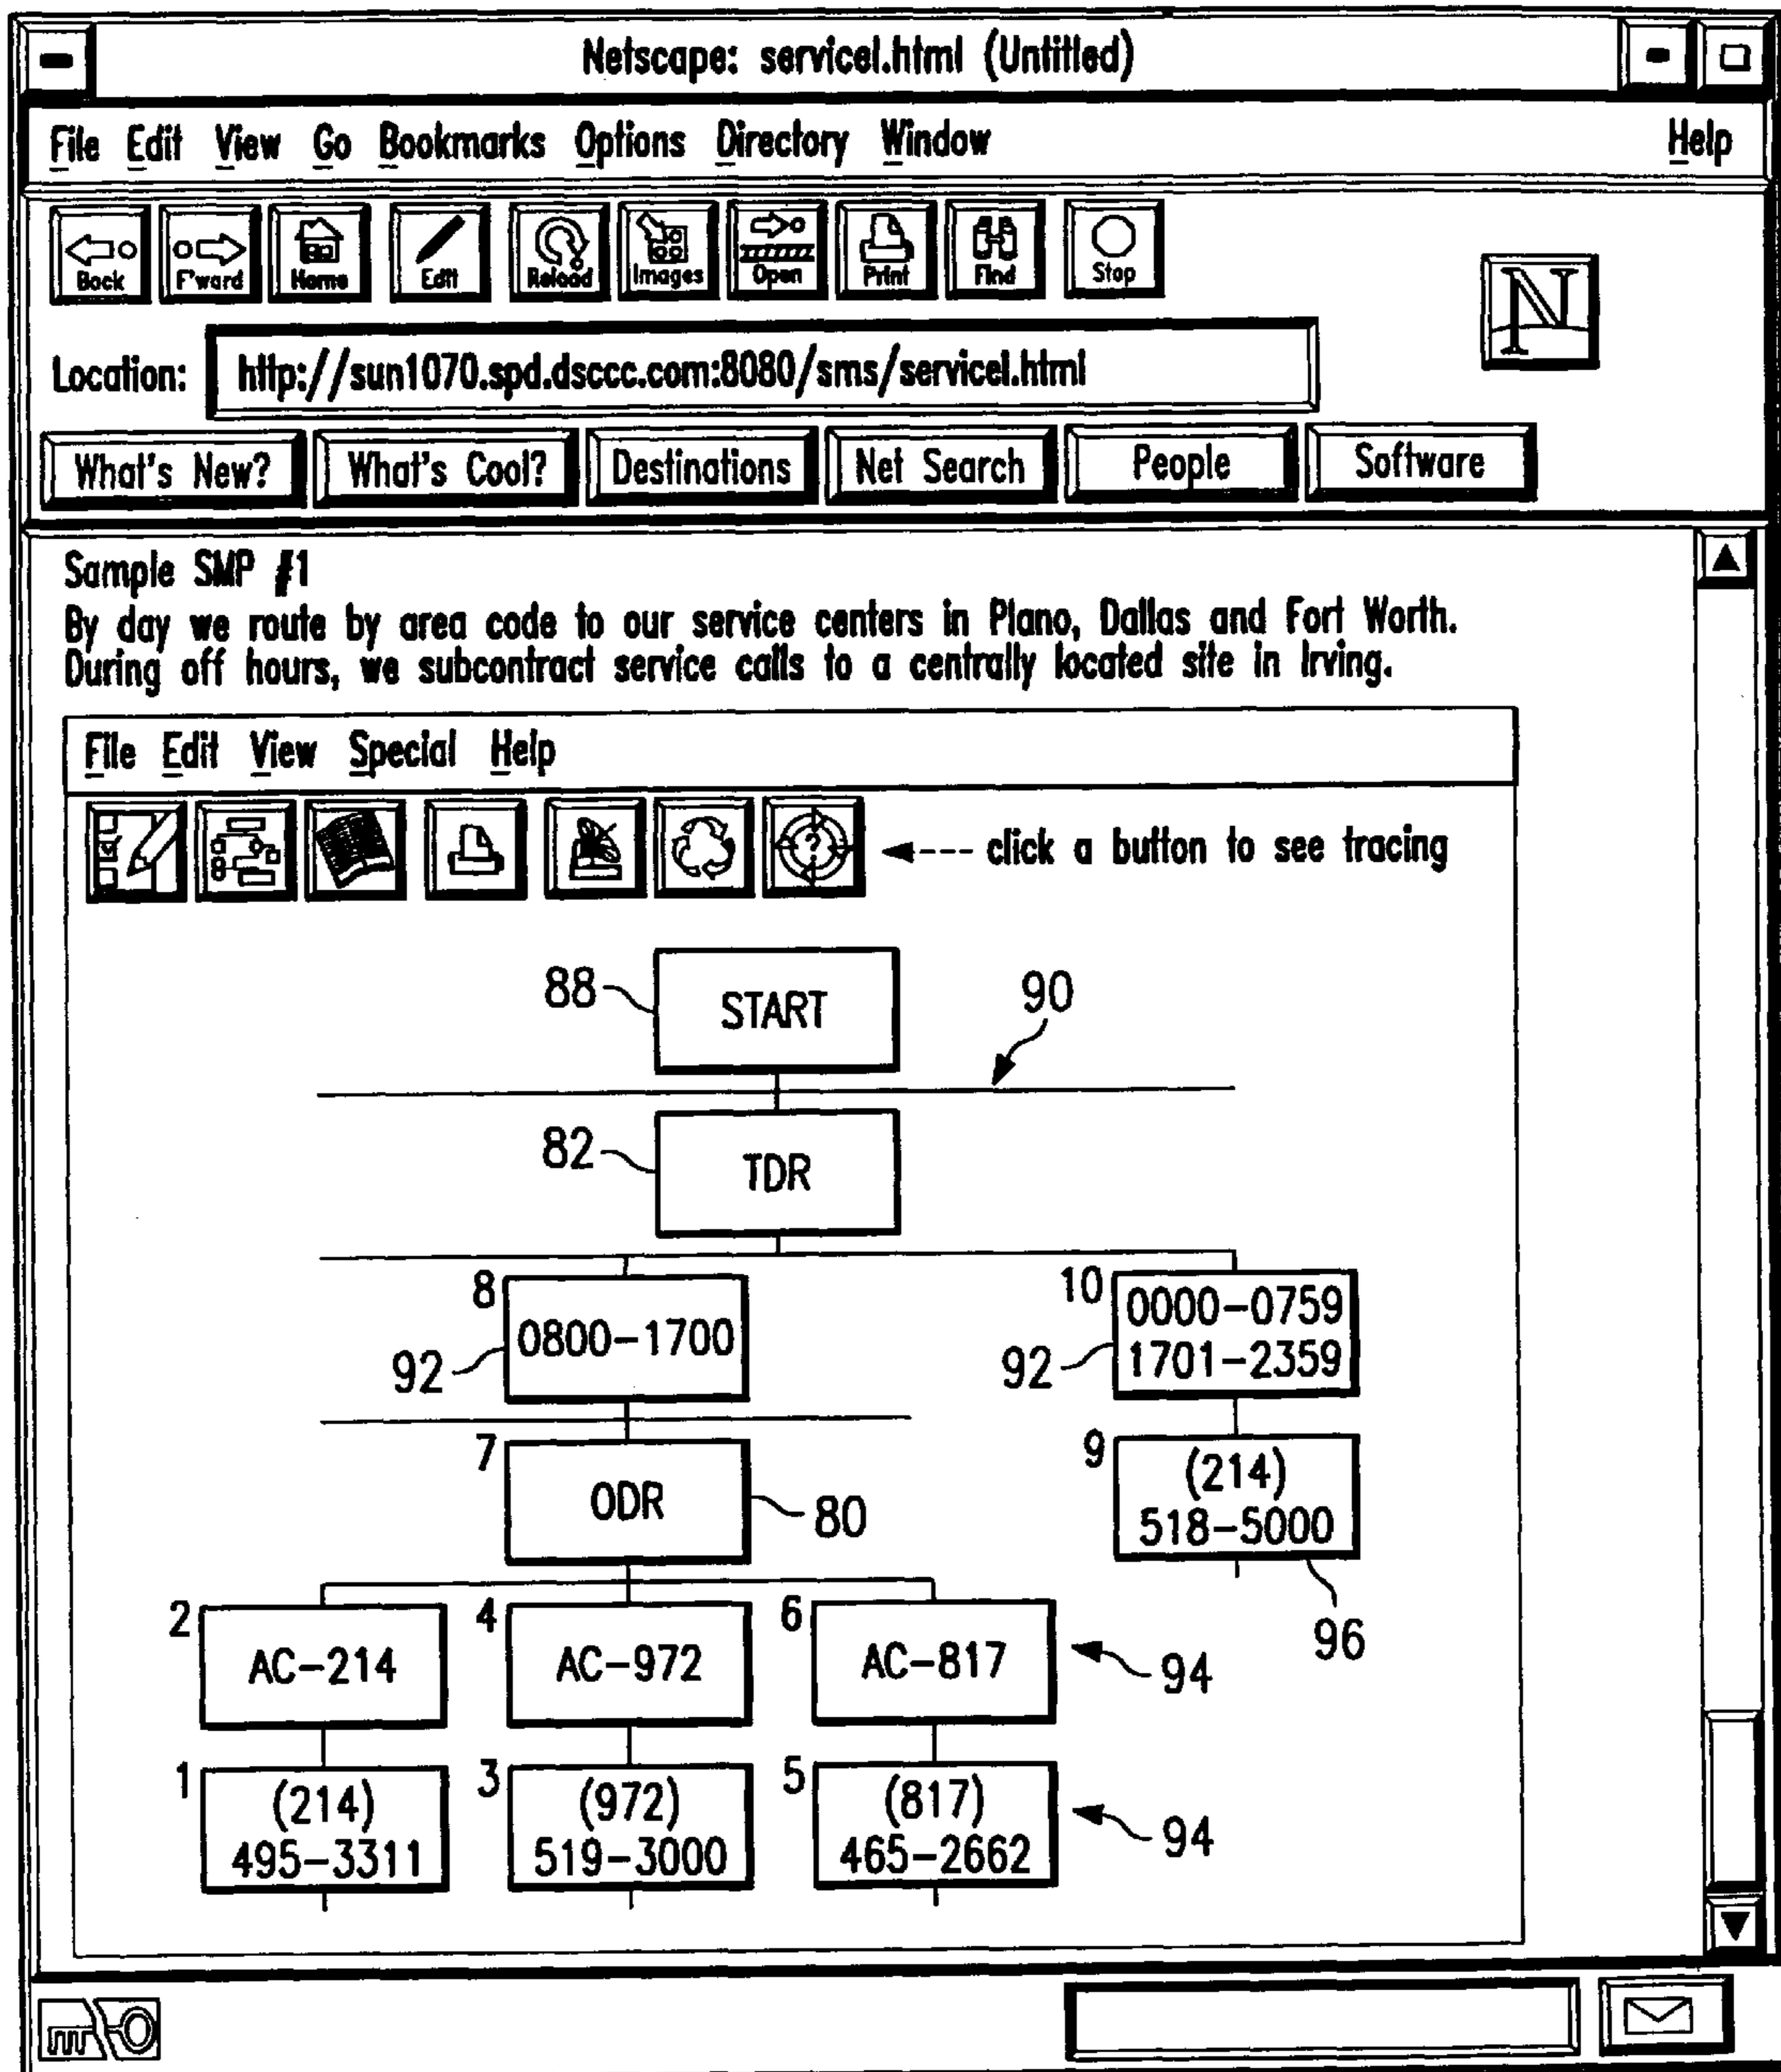 Netscape: servicel.html (Untitled)
File Edit View Go Bookmarks Options Directory Window Help
Back F'ward Home Edit Reload Images Open Print Find Stop
N
Location: http://sun1070.spd.dsccc.com:8080/sms/servicel.html
What's New? What's Cool? Destinations Net Search People Software
Sample SMP #1
By day we route by area code to our service centers in Plano, Dallas and Fort Worth.
During off hours, we subcontract service calls to a centrally located site in Irving.
File Edit View Special Help
? ◄--- click a button to see tracing
88 START 90
82 TDR
8 0800-1700 92
10 0000-0759
1701-2359 92
7 ODR 80
9 (214)
518-5000
96
2 AC-214 4 AC-972 6 AC-817 94
1 (214)
495-3311
3 (972)
519-3000
5 (817)
465-2662
94